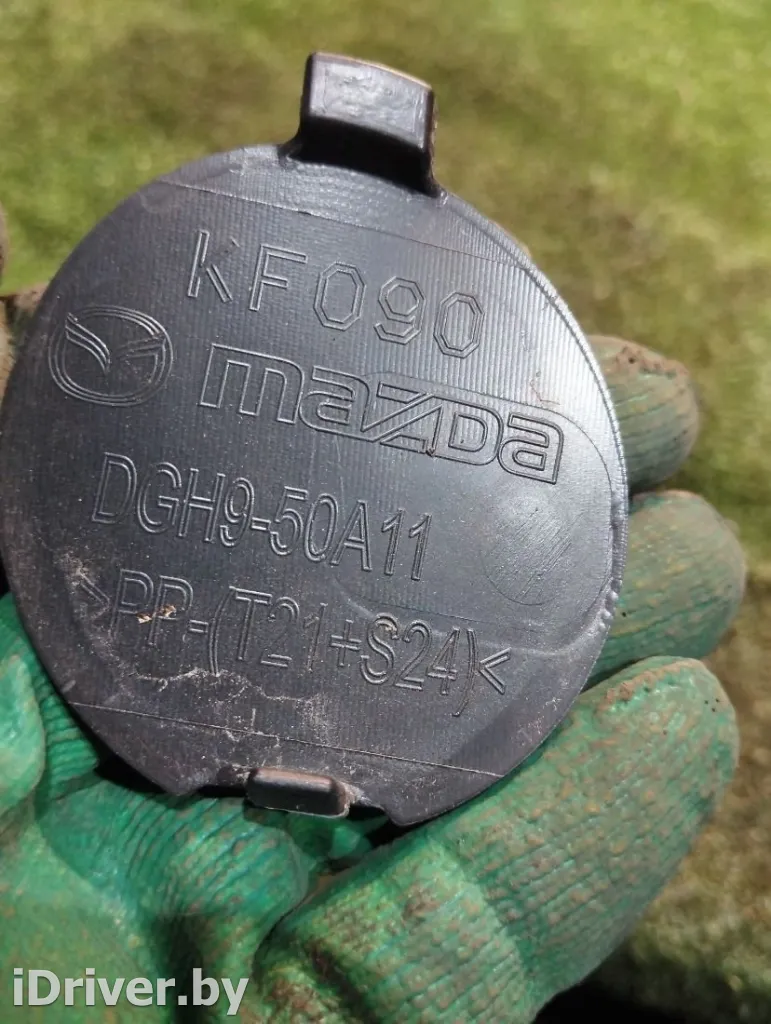 KF090
mazda
DGH9-50A11
>PP-(T21+S24)<
iDriver.by